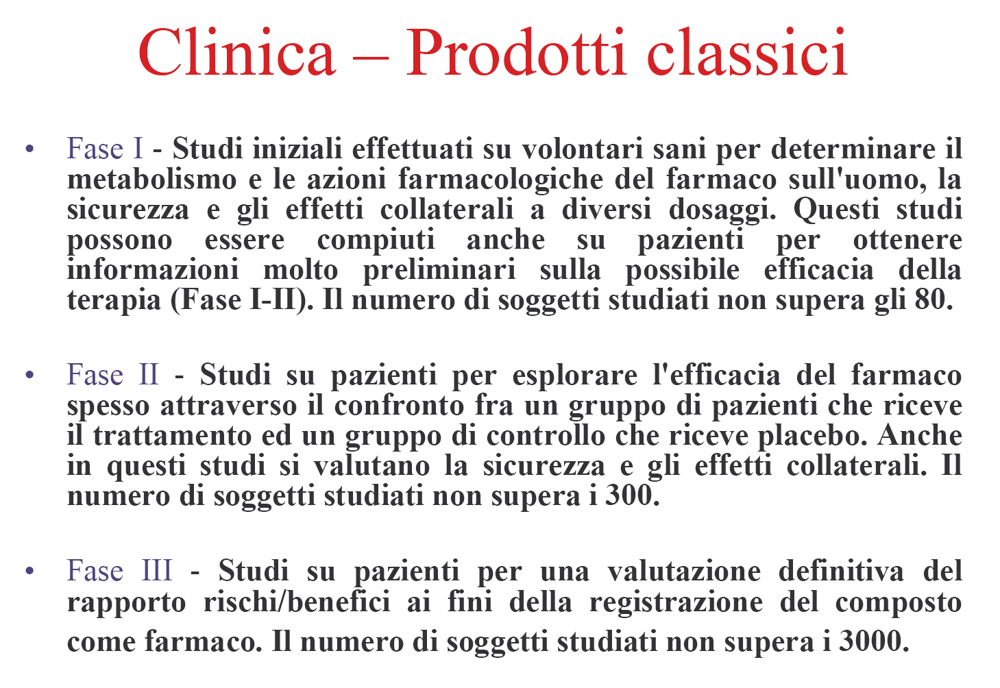 Clinica – Prodotti classici
• Fase I - Studi iniziali effettuati su volontari sani per determinare il
metabolismo e le azioni farmacologiche del farmaco sull'uomo, la
sicurezza e gli effetti collaterali a diversi dosaggi. Questi studi
possono essere compiuti anche su pazienti per ottenere
informazioni molto preliminari sulla possibile efficacia della
terapia (Fase I-II). Il numero di soggetti studiati non supera gli 80.
• Fase II - Studi su pazienti per esplorare l'efficacia del farmaco
spesso attraverso il confronto fra un gruppo di pazienti che riceve
il trattamento ed un gruppo di controllo che riceve placebo. Anche
in questi studi si valutano la sicurezza e gli effetti collaterali. Il
numero di soggetti studiati non supera i 300.
• Fase III - Studi su pazienti per una valutazione definitiva del
rapporto rischi/benefici ai fini della registrazione del composto
come farmaco. Il numero di soggetti studiati non supera i 3000.